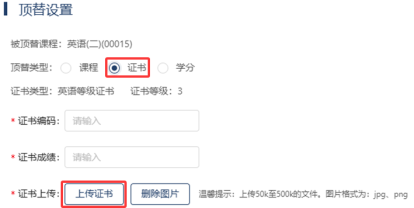 顶替设置
被顶替课程：英语(二)(00015)
顶替类型： 课程 证书 学分
证书类型：英语等级证书 证书等级：3
* 证书编码： 请输入
* 证书成绩： 请输入
* 证书上传： 上传证书 删除图片 温馨提示：上传50k至500k的文件。图片格式为：jpg、png